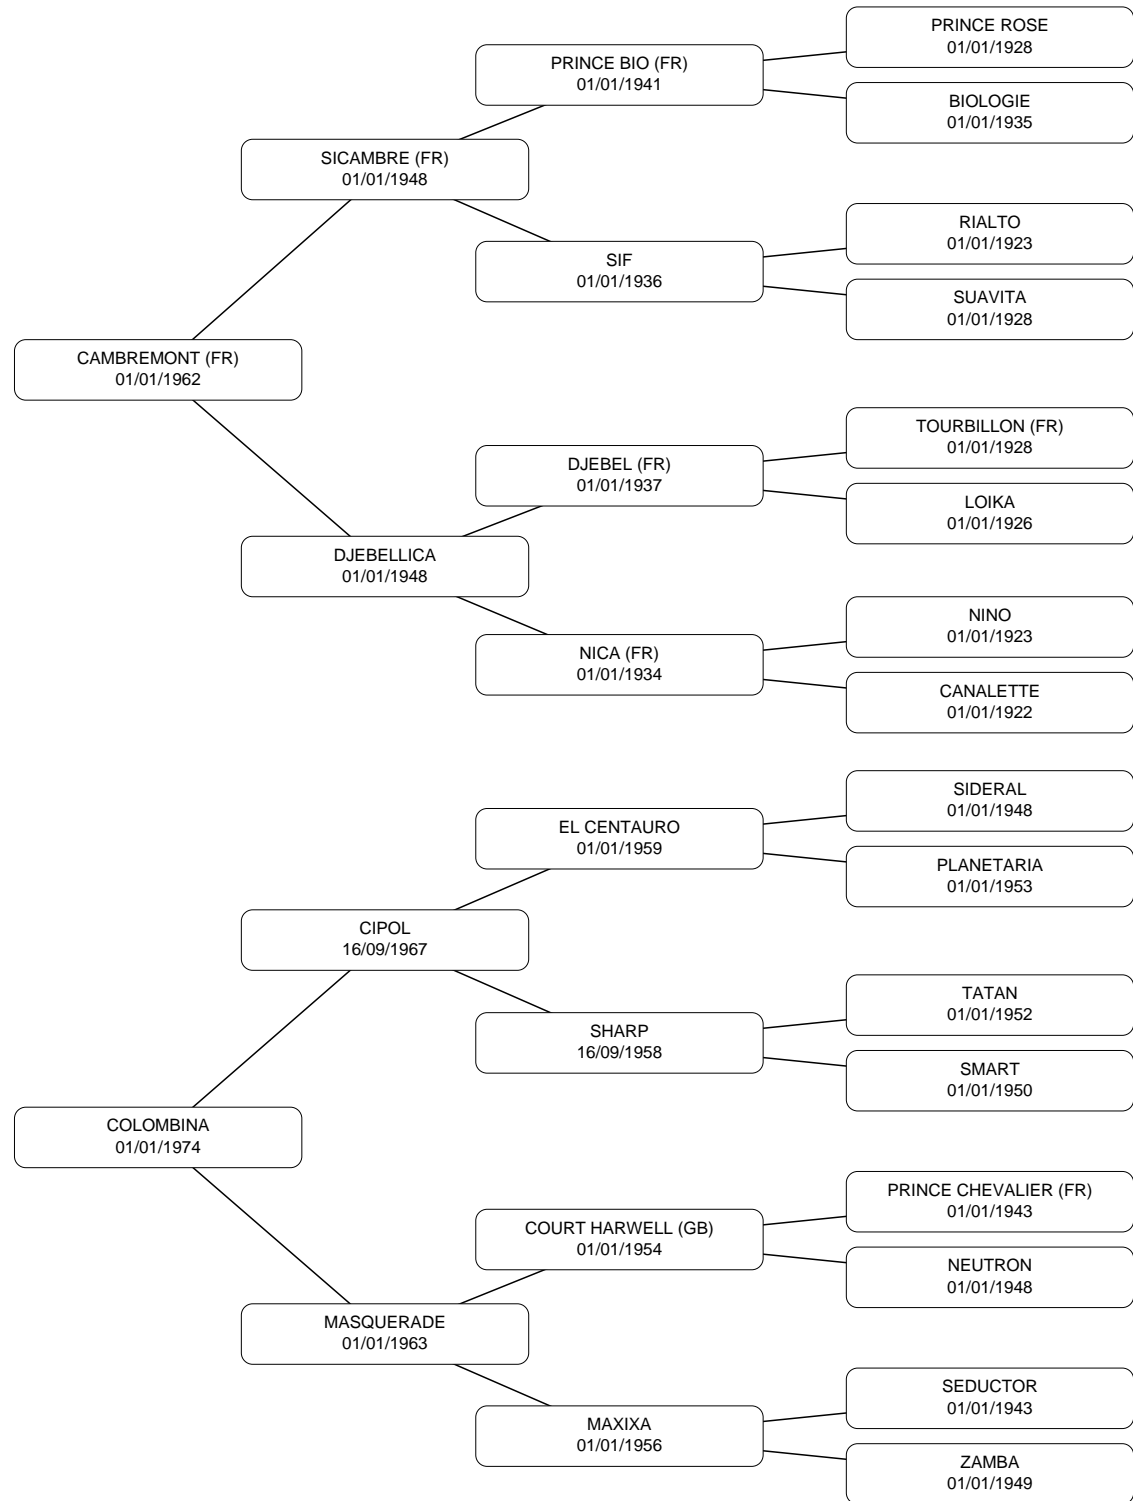 PRINCE ROSE
01/01/1928
PRINCE BIO (FR)
01/01/1941
BIOLOGIE
01/01/1935
SICAMBRE (FR)
01/01/1948
RIALTO
01/01/1923
SIF
01/01/1936
SUAVITA
01/01/1928
CAMBREMONT (FR)
01/01/1962
TOURBILLON (FR)
01/01/1928
DJEBEL (FR)
01/01/1937
LOIKA
01/01/1926
DJEBELLICA
01/01/1948
NINO
01/01/1923
NICA (FR)
01/01/1934
CANALETTE
01/01/1922
SIDERAL
01/01/1948
EL CENTAURO
01/01/1959
PLANETARIA
01/01/1953
CIPOL
16/09/1967
TATAN
01/01/1952
SHARP
16/09/1958
SMART
01/01/1950
COLOMBINA
01/01/1974
PRINCE CHEVALIER (FR)
01/01/1943
COURT HARWELL (GB)
01/01/1954
NEUTRON
01/01/1948
MASQUERADE
01/01/1963
SEDUCTOR
01/01/1943
MAXIXA
01/01/1956
ZAMBA
01/01/1949